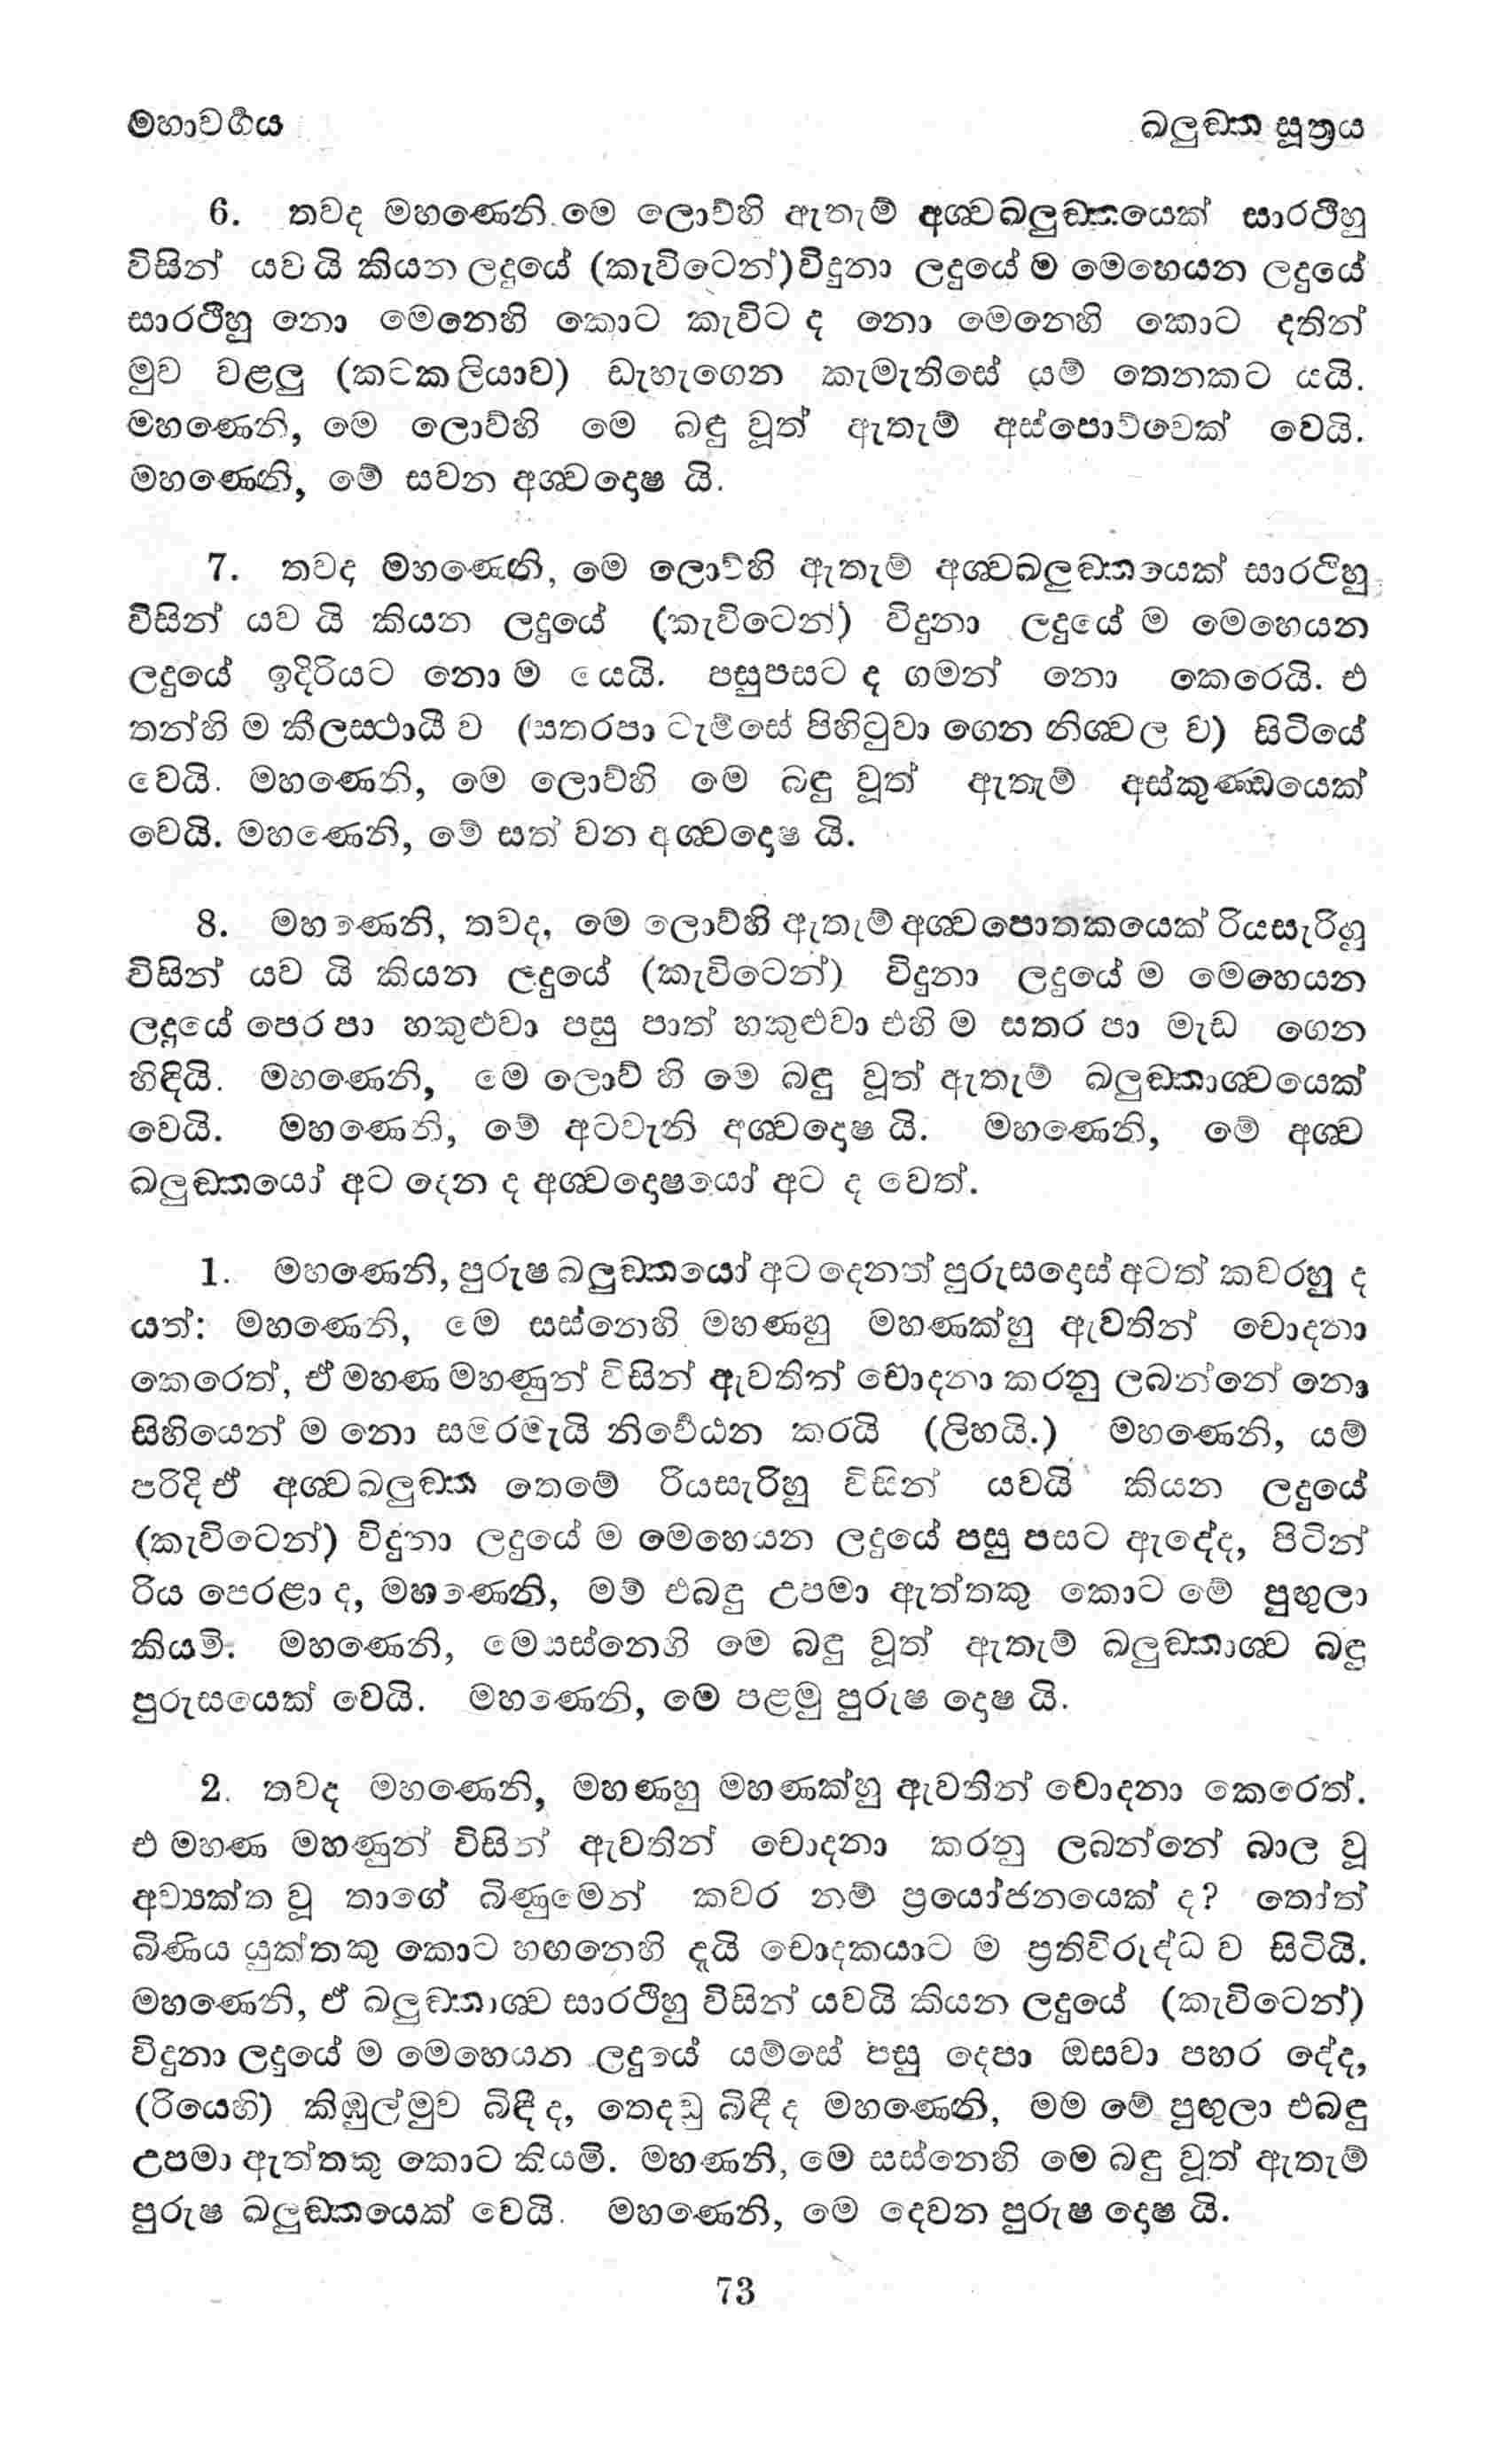 මහාවර්‍ගය
ඛලුඞ්ක සූත්‍රය
6. තවද මහණෙනි මෙ ලොව්හි ඇතැම් අශ්වඛලුඞ්කයෙක් සාරථිහු
විසින් යව යි කියන ලදුයේ (කැවිටෙන්)විදුනා ලදුයේ ම මෙහෙයන ලදුයේ
සාරථිහු නො මෙනෙහි කොට කැවිට ද නො මෙනෙහි කොට දතින්
මුව වළලු (කටකලියාව) ඩැහැගෙන කැමැතිසේ යම් තෙනකට යයි.
මහණෙනි, මෙ ලොව්හි මෙ බඳු වූත් ඇතැම් අස්පොව්වෙක් වෙයි.
මහණෙනි, මේ සවන අශ්වදොෂ යි.
7. තවද මහණෙනි, මෙ ලොව්හි ඇතැම් අශ්වඛලුඞ්කයෙක් සාරථිහු
විසින් යව යි කියන ලදුයේ (කැවිටෙන්) විදුනා ලදුයේ ම මෙහෙයන
ලදුයේ ඉදිරියට නො ම යෙයි. පසුපසට ද ගමන් නො කෙරෙයි. එ
තන්හි ම කීලස්ථායී ව (සතරපා ටැම්සේ පිහිටුවා ගෙන නිශ්චල ව) සිටියේ
වෙයි. මහණෙනි, මෙ ලොව්හි මෙ බඳු වූත් ඇතැම් අස්කුණ්ඩයෙක්
වෙයි. මහණෙනි, මේ සත් වන අශ්වදොෂ යි.
8. මහණෙනි, තවද, මෙ ලොව්හි ඇතැම් අශ්වපොතකයෙක් රියසැරිහු
විසින් යව යි කියන ලදුයේ (කැවිටෙන්) විදුනා ලදුයේ ම මෙහෙයන
ලදුයේ පෙර පා හකුළුවා පසු පාත් හකුළුවා එහි ම සතර පා මැඩ ගෙන
හිඳියි. මහණෙනි, මෙ ලොව් හි මෙ බඳු වූත් ඇතැම් ඛලුඞ්කාශ්වයෙක්
වෙයි. මහණෙනි, මේ අටවැනි අශ්වදොෂ යි. මහණෙනි, මේ අශ්ව
ඛලුඞ්කයෝ අට දෙන ද අශ්වදොෂයෝ අට ද වෙත්.
1. මහණෙනි, පුරුෂ ඛලුඞ්කයෝ අට දෙනත් පුරුසදොස් අටත් කවරහු ද
යත්: මහණෙනි, මෙ සස්නෙහි මහණහු මහණක්හු ඇවතින් චොදනා
කෙරෙත්, ඒ මහණ මහණුන් විසින් ඇවතින් චොදනා කරනු ලබන්නේ නො
සිහියෙන් ම නො සමරමැයි නිර්‍වෙඨන කරයි (ලිහයි.) මහණෙනි, යම්
පරිදි ඒ අශ්වඛලුඞ්ක තෙමේ රියසැරිහු විසින් යවයි කියන ලදුයේ
(කැවිටෙන්) විදුනා ලදුයේ ම මෙහෙයන ලදුයේ පසු පසට ඇදේද, පිටින්
රිය පෙරළා ද, මහණෙනි, මම් එබඳු උපමා ඇත්තකු කොට මේ පුඟුලා
කියමි. මහණෙනි, මෙ සස්නෙහි මෙ බඳු වූත් ඇතැම් ඛලුඞ්කාශ්ව බඳු
පුරුසයෙක් වෙයි. මහණෙනි, මෙ පළමු පුරුෂ දොෂ යි.
2. තවද මහණෙනි, මහණහු මහණක්හු ඇවතින් චොදනා කෙරෙත්.
එ මහණ මහණුන් විසින් ඇවතින් චොදනා කරනු ලබන්නේ බාල වූ
අව්‍යක්ත වූ තාගේ බිණුමෙන් කවර නම් ප්‍රයෝජනයෙක් ද? තෝත්
බිණිය යුක්තකු කොට හඟනෙහි දැයි චොදකයාට ම ප්‍රතිවිරුද්ධ ව සිටියි.
මහණෙනි, ඒ ඛලුඞ්කාශ්ව සාරථිහු විසින් යවයි කියන ලදුයේ (කැවිටෙන්)
විදුනා ලදුයේ ම මෙහෙයන ලදුයේ යම්සේ පසු දෙපා ඔසවා පහර දේද,
(රියෙහි) කිඹුල්මුව බිඳී ද, තෙදඩු බිඳී ද මහණෙනි, මම මේ පුඟුලා එබඳු
උපමා ඇත්තකු කොට කියමි. මහණනි, මෙ සස්නෙහි මෙ බඳු වූත් ඇතැම්
පුරුෂ ඛලුඞ්කයෙක් වෙයි. මහණෙනි, මෙ දෙවන පුරුෂ දොෂ යි.
73